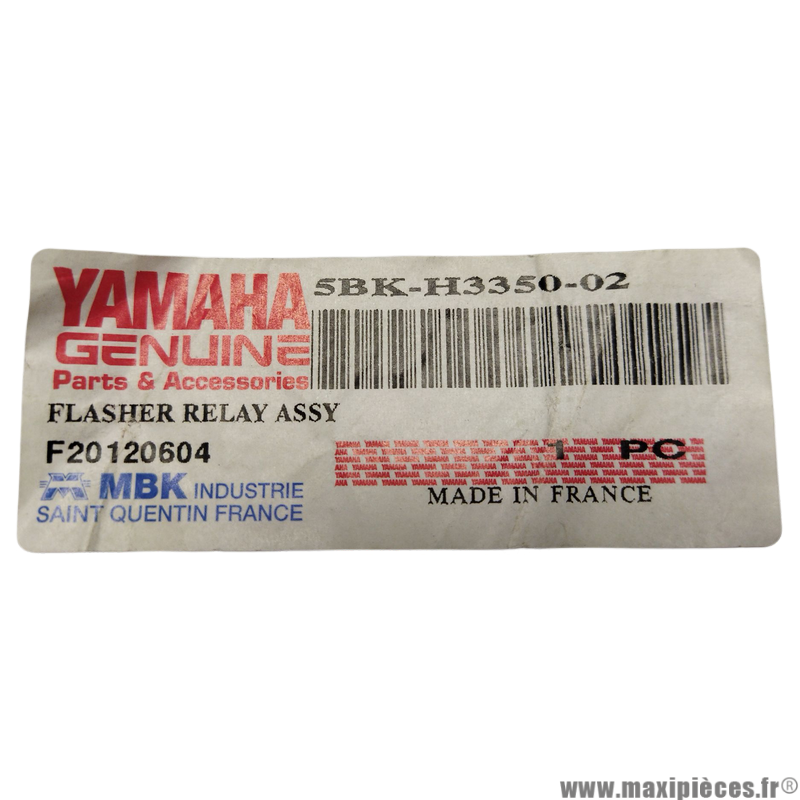 YAMAHA
GENUINE
Parts & Accessories
5BK-H3350-02
FLASHER RELAY ASSY
F20120604
1 PC
MBK INDUSTRIE
SAINT QUENTIN FRANCE
MADE IN FRANCE
www.maxipièces.fr®